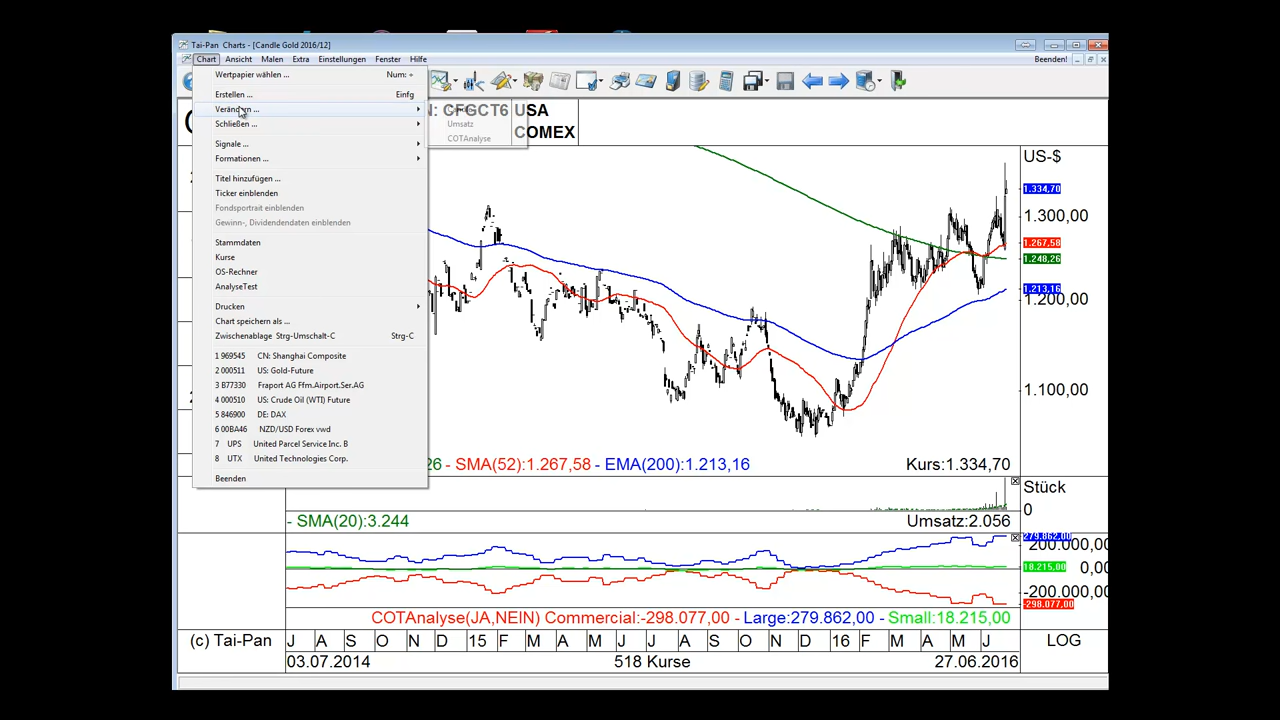 Tai-Pan Charts - [Candle Gold 2016/12]
Chart Ansicht Malen Extra Einstellungen Fenster Hilfe
Beenden!
Wertpapier wählen ... Num: +
Erstellen ... Einfg
Verändern ...
Schließen ...
Signale ...
Formationen ...
Titel hinzufügen ...
Ticker einblenden
Fondsportrait einblenden
Gewinn-, Dividendendaten einblenden
Stammdaten
Kurse
OS-Rechner
AnalyseTest
Drucken
Chart speichern als ...
Zwischenablage Strg-Umschalt-C Strg-C
1 969545 CN: Shanghai Composite
2 000511 US: Gold-Future
3 B77330 Fraport AG Ffm.Airport.Ser.AG
4 000510 US: Crude Oil (WTI) Future
5 846900 DE: DAX
6 00BA46 NZD/USD Forex vwd
7 UPS United Parcel Service Inc. B
8 UTX United Technologies Corp.
Beenden
Umsatz
COTAnalyse
N: CFGCT6 USA
COMEX
US-$
1.334,70
1.300,00
1.267,58
1.248,26
1.213,16
1.200,00
1.100,00
26 - SMA(52):1.267,58 - EMA(200):1.213,16
Kurs:1.334,70
Stück
0
- SMA(20):3.244
Umsatz:2.056
279.862,00
200.000,00
18.215,00
0,00
-200.000,00
-298.077,00
COTAnalyse(JA,NEIN) Commercial:-298.077,00 - Large:279.862,00 - Small:18.215,00
(c) Tai-Pan
J A S O N D 15 F M A M J J A S O N D 16 F M A M J
LOG
03.07.2014
518 Kurse
27.06.2016